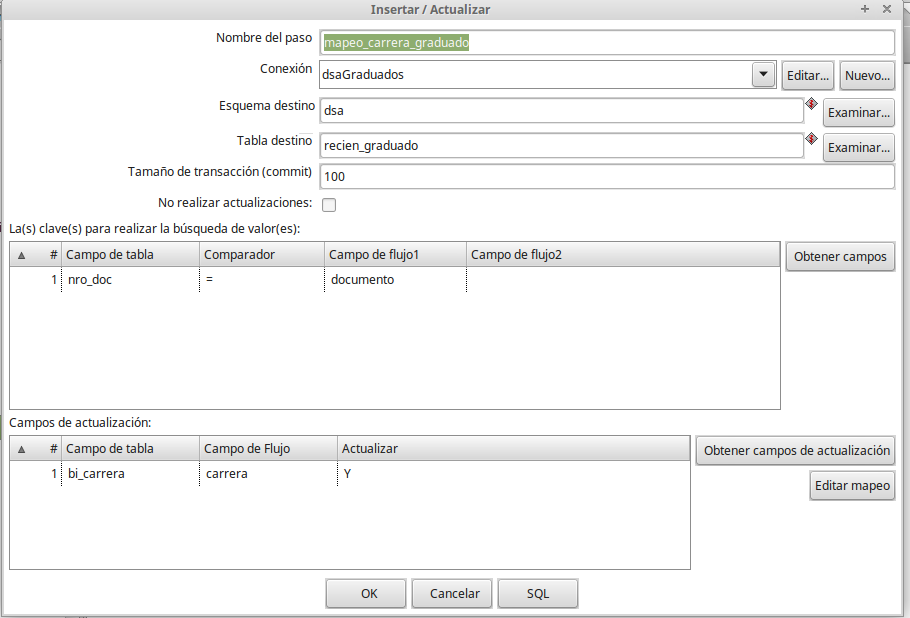 Insertar / Actualizar
Nombre del paso mapeo_carrera_graduado
Conexión dsaGraduados Editar... Nuevo...
Esquema destino dsa Examinar...
Tabla destino recien_graduado Examinar...
Tamaño de transacción (commit) 100
No realizar actualizaciones:
La(s) clave(s) para realizar la búsqueda de valor(es):
# Campo de tabla Comparador Campo de flujo1 Campo de flujo2 Obtener campos
1 nro_doc = documento
Campos de actualización:
# Campo de tabla Campo de Flujo Actualizar Obtener campos de actualización
1 bi_carrera carrera Y
Editar mapeo
OK Cancelar SQL